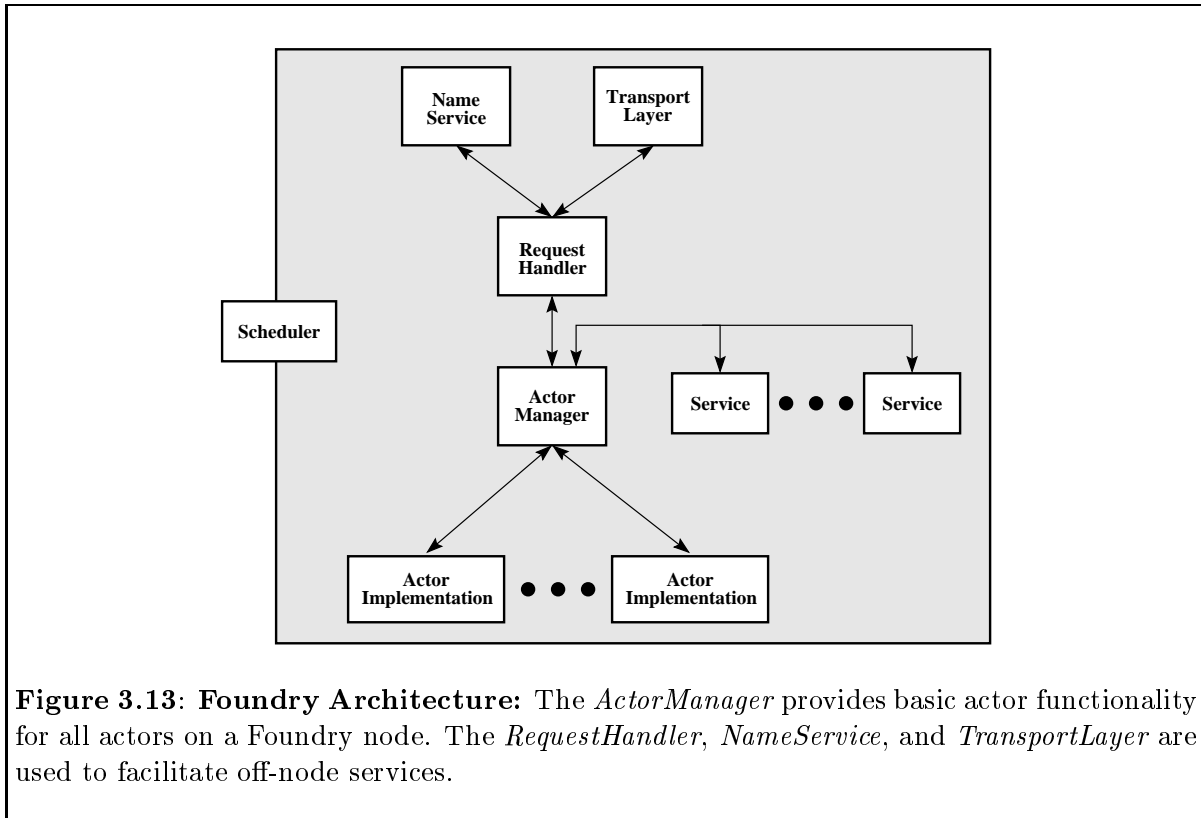 Name
Service
Transport
Layer
Request
Handler
Scheduler
Actor
Manager
Service
Service
Actor
Implementation
Actor
Implementation
Figure 3.13: Foundry Architecture: The ActorManager provides basic actor functionality
for all actors on a Foundry node. The RequestHandler, NameService, and TransportLayer are
used to facilitate off-node services.